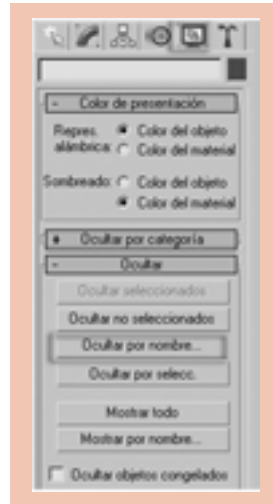 - Color de presentación
Repres. Color del objeto
alámbrica: Color del material
Sombreado: Color del objeto
Color del material
+ Ocultar por categoría
- Ocultar
Ocultar seleccionados
Ocultar no seleccionados
Ocultar por nombre...
Ocultar por selecc.
Mostrar todo
Mostrar por nombre...
Ocultar objetos congelados